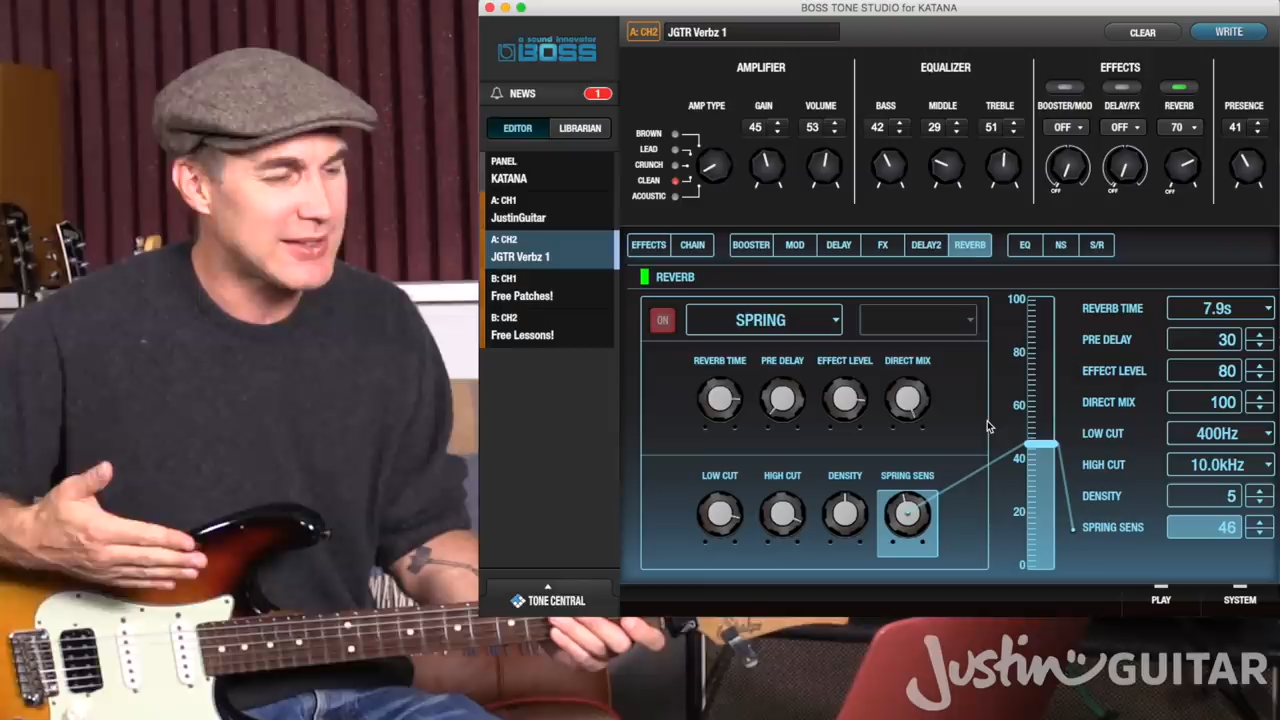 BOSS TONE STUDIO for KATANA
a sound innovator
BOSS
A: CH2
JGTR Verbz 1
CLEAR
WRITE
NEWS
1
EDITOR
LIBRARIAN
PANEL
KATANA
A: CH1
JustinGuitar
A: CH2
JGTR Verbz 1
B: CH1
Free Patches!
B: CH2
Free Lessons!
TONE CENTRAL
AMPLIFIER
AMP TYPE
GAIN
VOLUME
45
53
BROWN
LEAD
CRUNCH
CLEAN
ACOUSTIC
EQUALIZER
BASS
MIDDLE
TREBLE
42
29
51
EFFECTS
BOOSTER/MOD
DELAY/FX
REVERB
OFF
OFF
70
OFF
OFF
OFF
PRESENCE
41
EFFECTS
CHAIN
BOOSTER
MOD
DELAY
FX
DELAY2
REVERB
EQ
NS
S/R
REVERB
ON
SPRING
REVERB TIME
PRE DELAY
EFFECT LEVEL
DIRECT MIX
LOW CUT
HIGH CUT
DENSITY
SPRING SENS
100
80
60
40
20
0
REVERB TIME 7.9s
PRE DELAY 30
EFFECT LEVEL 80
DIRECT MIX 100
LOW CUT 400Hz
HIGH CUT 10.0kHz
DENSITY 5
SPRING SENS 46
PLAY
SYSTEM
Justin GUITAR